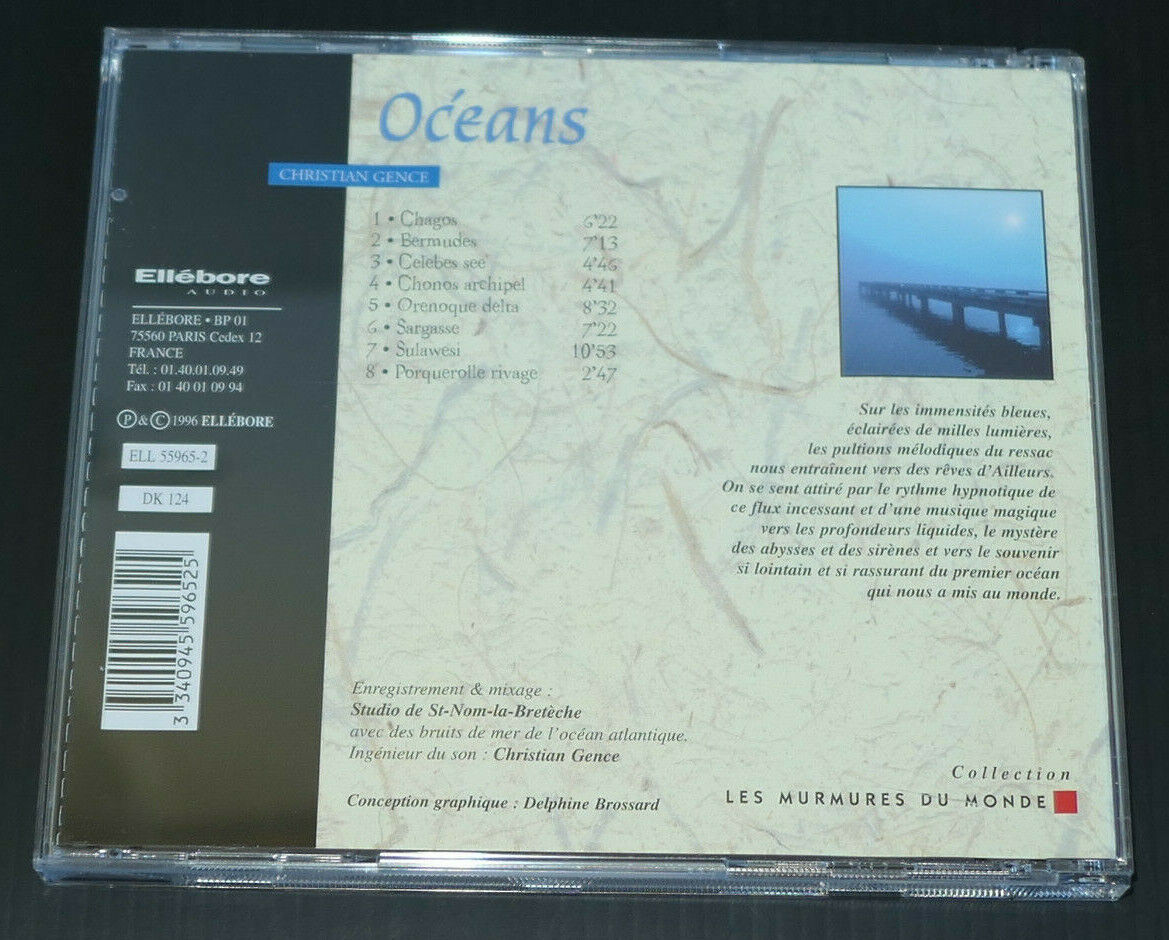 Océans
CHRISTIAN GENCE
1 • Chagos 6'22
2 • Bermudes 7'13
3 • Celebes see 4'46
4 • Chonos archipel 4'41
5 • Orenoque delta 8'32
6 • Sargasse 7'22
7 • Sulawesi 10'53
8 • Porquerolle rivage 2'47
Ellébore
AUDIO
ELLÉBORE • BP 01
75560 PARIS Cedex 12
FRANCE
Tél. : 01.40.01.09.49
Fax : 01 40 01 09 94
Ⓟ & Ⓒ 1996 ELLÉBORE
ELL 55965-2
DK 124
3 340945 596525
Sur les immensités bleues,
éclairées de milles lumières,
les pultions mélodiques du ressac
nous entraînent vers des rêves d'Ailleurs.
On se sent attiré par le rythme hypnotique de
ce flux incessant et d'une musique magique
vers les profondeurs liquides, le mystère
des abysses et des sirènes et vers le souvenir
si lointain et si rassurant du premier océan
qui nous a mis au monde.
Enregistrement & mixage :
Studio de St-Nom-la-Bretèche
avec des bruits de mer de l'océan atlantique.
Ingénieur du son : Christian Gence
Conception graphique : Delphine Brossard
Collection
LES MURMURES DU MONDE